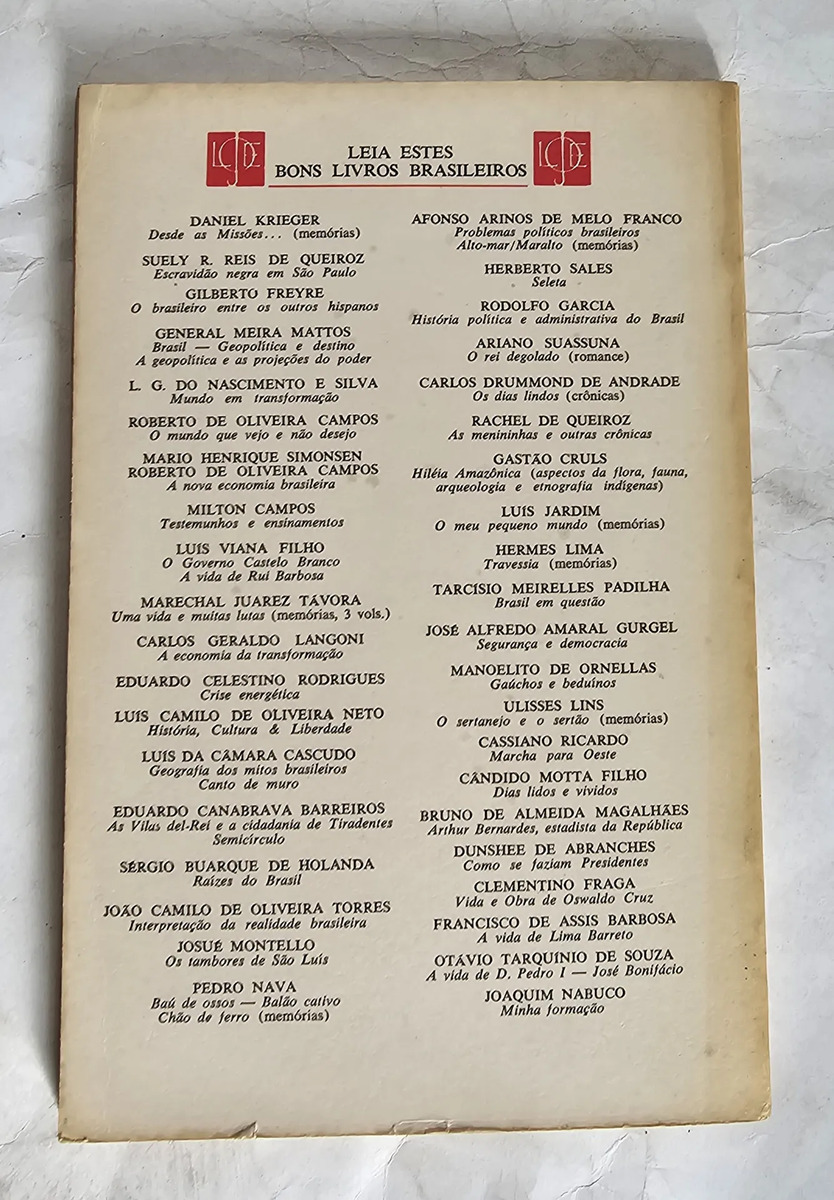 LEIA ESTES
BONS LIVROS BRASILEIROS
DANIEL KRIEGER
Desde as Missões... (memórias)
SUELY R. REIS DE QUEIROZ
Escravidão negra em São Paulo
GILBERTO FREYRE
O brasileiro entre os outros hispanos
GENERAL MEIRA MATTOS
Brasil — Geopolítica e destino
A geopolítica e as projeções do poder
L. G. DO NASCIMENTO E SILVA
Mundo em transformação
ROBERTO DE OLIVEIRA CAMPOS
O mundo que vejo e não desejo
MARIO HENRIQUE SIMONSEN
ROBERTO DE OLIVEIRA CAMPOS
A nova economia brasileira
MILTON CAMPOS
Testemunhos e ensinamentos
LUÍS VIANA FILHO
O Governo Castelo Branco
A vida de Rui Barbosa
MARECHAL JUAREZ TÁVORA
Uma vida e muitas lutas (memórias, 3 vols.)
CARLOS GERALDO LANGONI
A economia da transformação
EDUARDO CELESTINO RODRIGUES
Crise energética
LUÍS CAMILO DE OLIVEIRA NETO
História, Cultura & Liberdade
LUÍS DA CÂMARA CASCUDO
Geografia dos mitos brasileiros
Canto de muro
EDUARDO CANABRAVA BARREIROS
As Vilas del-Rei e a cidadania de Tiradentes
Semicírculo
SÉRGIO BUARQUE DE HOLANDA
Raízes do Brasil
JOÃO CAMILO DE OLIVEIRA TORRES
Interpretação da realidade brasileira
JOSUÉ MONTELLO
Os tambores de São Luís
PEDRO NAVA
Baú de ossos — Balão cativo
Chão de ferro (memórias)
AFONSO ARINOS DE MELO FRANCO
Problemas políticos brasileiros
Alto-mar/Maralto (memórias)
HERBERTO SALES
Seleta
RODOLFO GARCIA
História política e administrativa do Brasil
ARIANO SUASSUNA
O rei degolado (romance)
CARLOS DRUMMOND DE ANDRADE
Os dias lindos (crônicas)
RACHEL DE QUEIROZ
As menininhas e outras crônicas
GASTÃO CRULS
Hiléia Amazônica (aspectos da flora, fauna,
arqueologia e etnografia indígenas)
LUÍS JARDIM
O meu pequeno mundo (memórias)
HERMES LIMA
Travessia (memórias)
TARCÍSIO MEIRELLES PADILHA
Brasil em questão
JOSÉ ALFREDO AMARAL GURGEL
Segurança e democracia
MANOELITO DE ORNELLAS
Gaúchos e beduínos
ULISSES LINS
O sertanejo e o sertão (memórias)
CASSIANO RICARDO
Marcha para Oeste
CÂNDIDO MOTTA FILHO
Dias lidos e vividos
BRUNO DE ALMEIDA MAGALHÃES
Arthur Bernardes, estadista da República
DUNSHEE DE ABRANCHES
Como se faziam Presidentes
CLEMENTINO FRAGA
Vida e Obra de Oswaldo Cruz
FRANCISCO DE ASSIS BARBOSA
A vida de Lima Barreto
OTÁVIO TARQUÍNIO DE SOUZA
A vida de D. Pedro I — José Bonifácio
JOAQUIM NABUCO
Minha formação